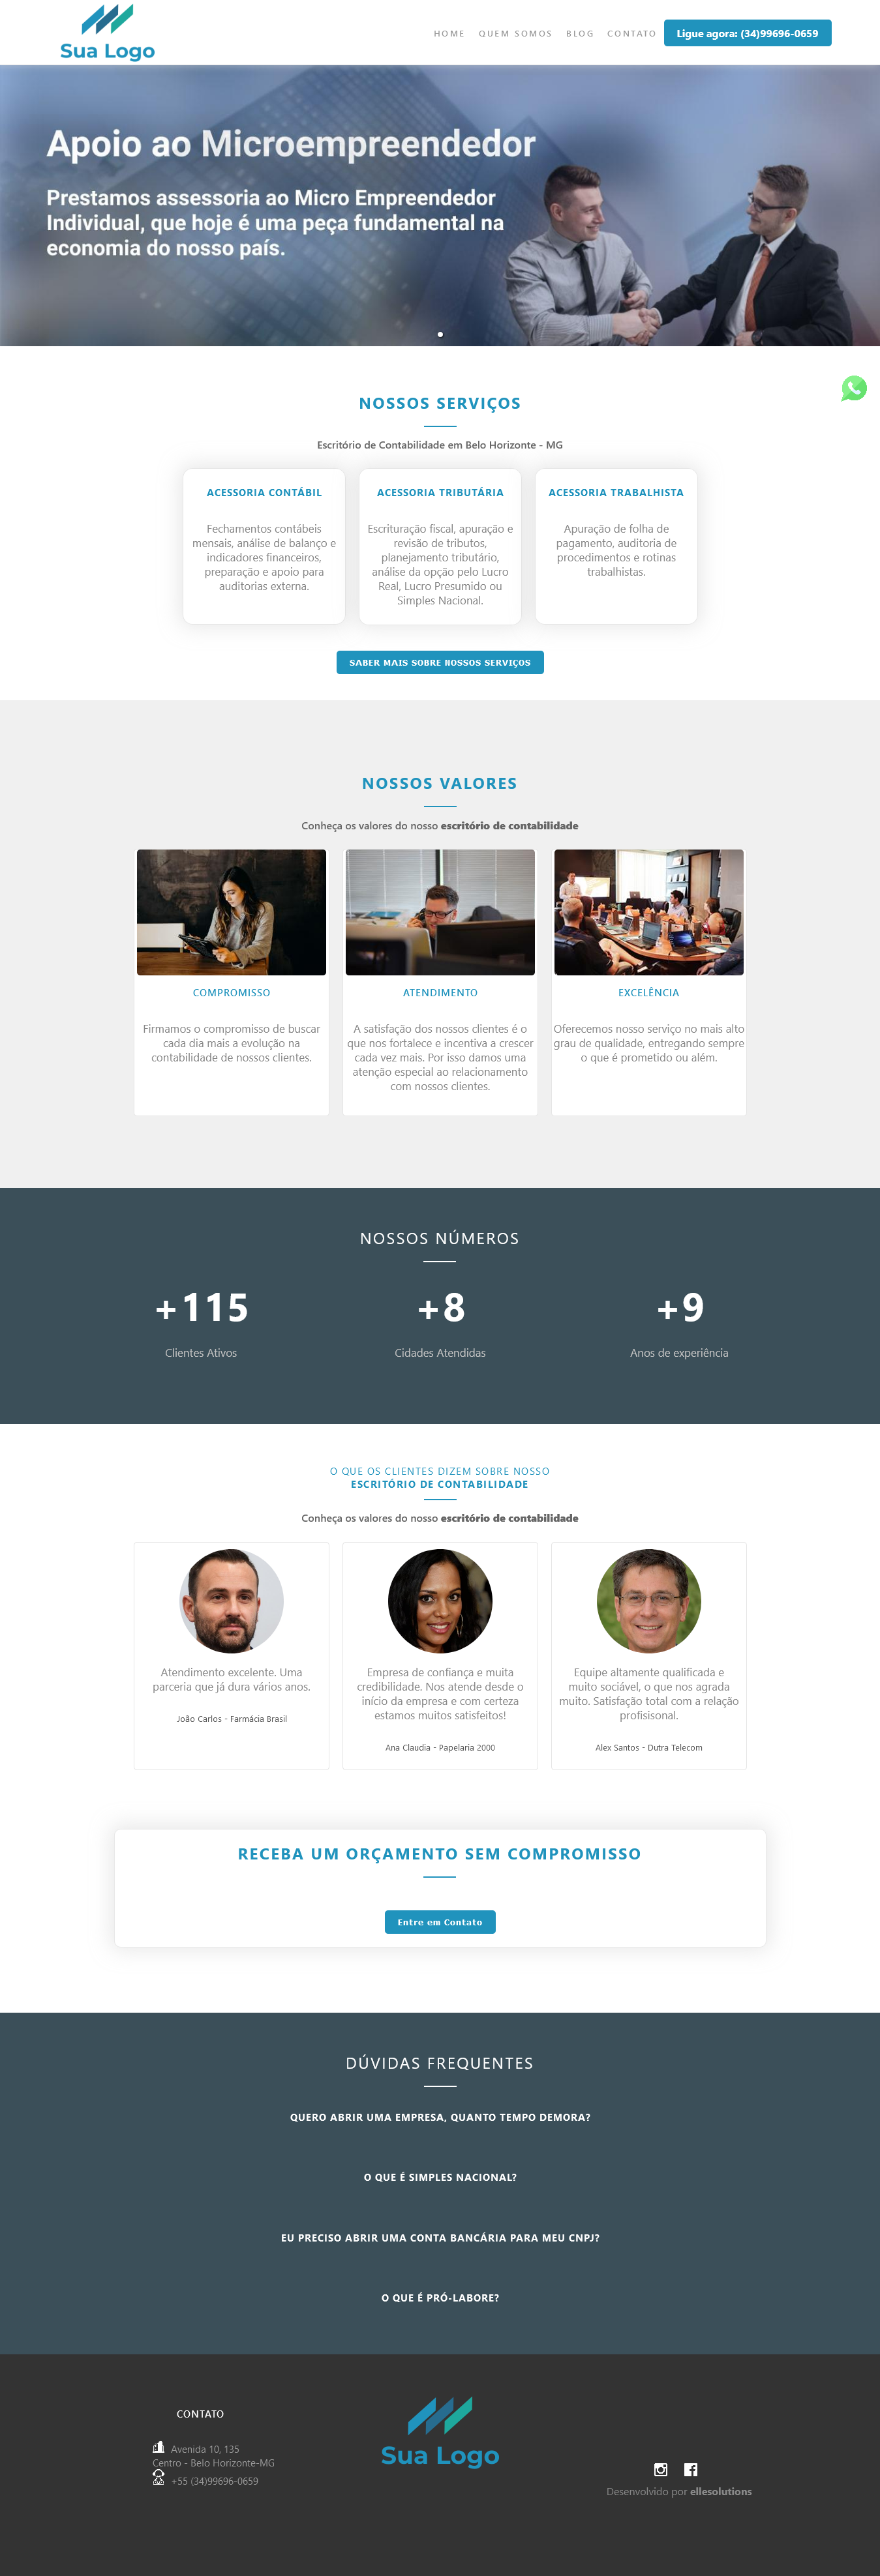 Sua Logo
HOME QUEM SOMOS BLOG CONTATO Ligue agora: (34)99696-0659
Apoio ao Microempreendedor
Prestamos assessoria ao Micro Empreendedor
Individual, que hoje é uma peça fundamental na
economia do nosso país.
NOSSOS SERVIÇOS
Escritório de Contabilidade em Belo Horizonte - MG
ACESSORIA CONTÁBIL
Fechamentos contábeis
mensais, análise de balanço e
indicadores financeiros,
preparação e apoio para
auditorias externa.
ACESSORIA TRIBUTÁRIA
Escrituração fiscal, apuração e
revisão de tributos,
planejamento tributário,
análise da opção pelo Lucro
Real, Lucro Presumido ou
Simples Nacional.
ACESSORIA TRABALHISTA
Apuração de folha de
pagamento, auditoria de
procedimentos e rotinas
trabalhistas.
SABER MAIS SOBRE NOSSOS SERVIÇOS
NOSSOS VALORES
Conheça os valores do nosso escritório de contabilidade
COMPROMISSO
Firmamos o compromisso de buscar
cada dia mais a evolução na
contabilidade de nossos clientes.
ATENDIMENTO
A satisfação dos nossos clientes é o
que nos fortalece e incentiva a crescer
cada vez mais. Por isso damos uma
atenção especial ao relacionamento
com nossos clientes.
EXCELÊNCIA
Oferecemos nosso serviço no mais alto
grau de qualidade, entregando sempre
o que é prometido ou além.
NOSSOS NÚMEROS
+115
Clientes Ativos
+8
Cidades Atendidas
+9
Anos de experiência
O QUE OS CLIENTES DIZEM SOBRE NOSSO
ESCRITÓRIO DE CONTABILIDADE
Conheça os valores do nosso escritório de contabilidade
Atendimento excelente. Uma
parceria que já dura vários anos.
João Carlos - Farmácia Brasil
Empresa de confiança e muita
credibilidade. Nos atende desde o
início da empresa e com certeza
estamos muitos satisfeitos!
Ana Claudia - Papelaria 2000
Equipe altamente qualificada e
muito sociável, o que nos agrada
muito. Satisfação total com a relação
profisisonal.
Alex Santos - Dutra Telecom
RECEBA UM ORÇAMENTO SEM COMPROMISSO
Entre em Contato
DÚVIDAS FREQUENTES
QUERO ABRIR UMA EMPRESA, QUANTO TEMPO DEMORA?
O QUE É SIMPLES NACIONAL?
EU PRECISO ABRIR UMA CONTA BANCÁRIA PARA MEU CNPJ?
O QUE É PRÓ-LABORE?
CONTATO
Avenida 10, 135
Centro - Belo Horizonte-MG
+55 (34)99696-0659
Sua Logo
Desenvolvido por ellesolutions